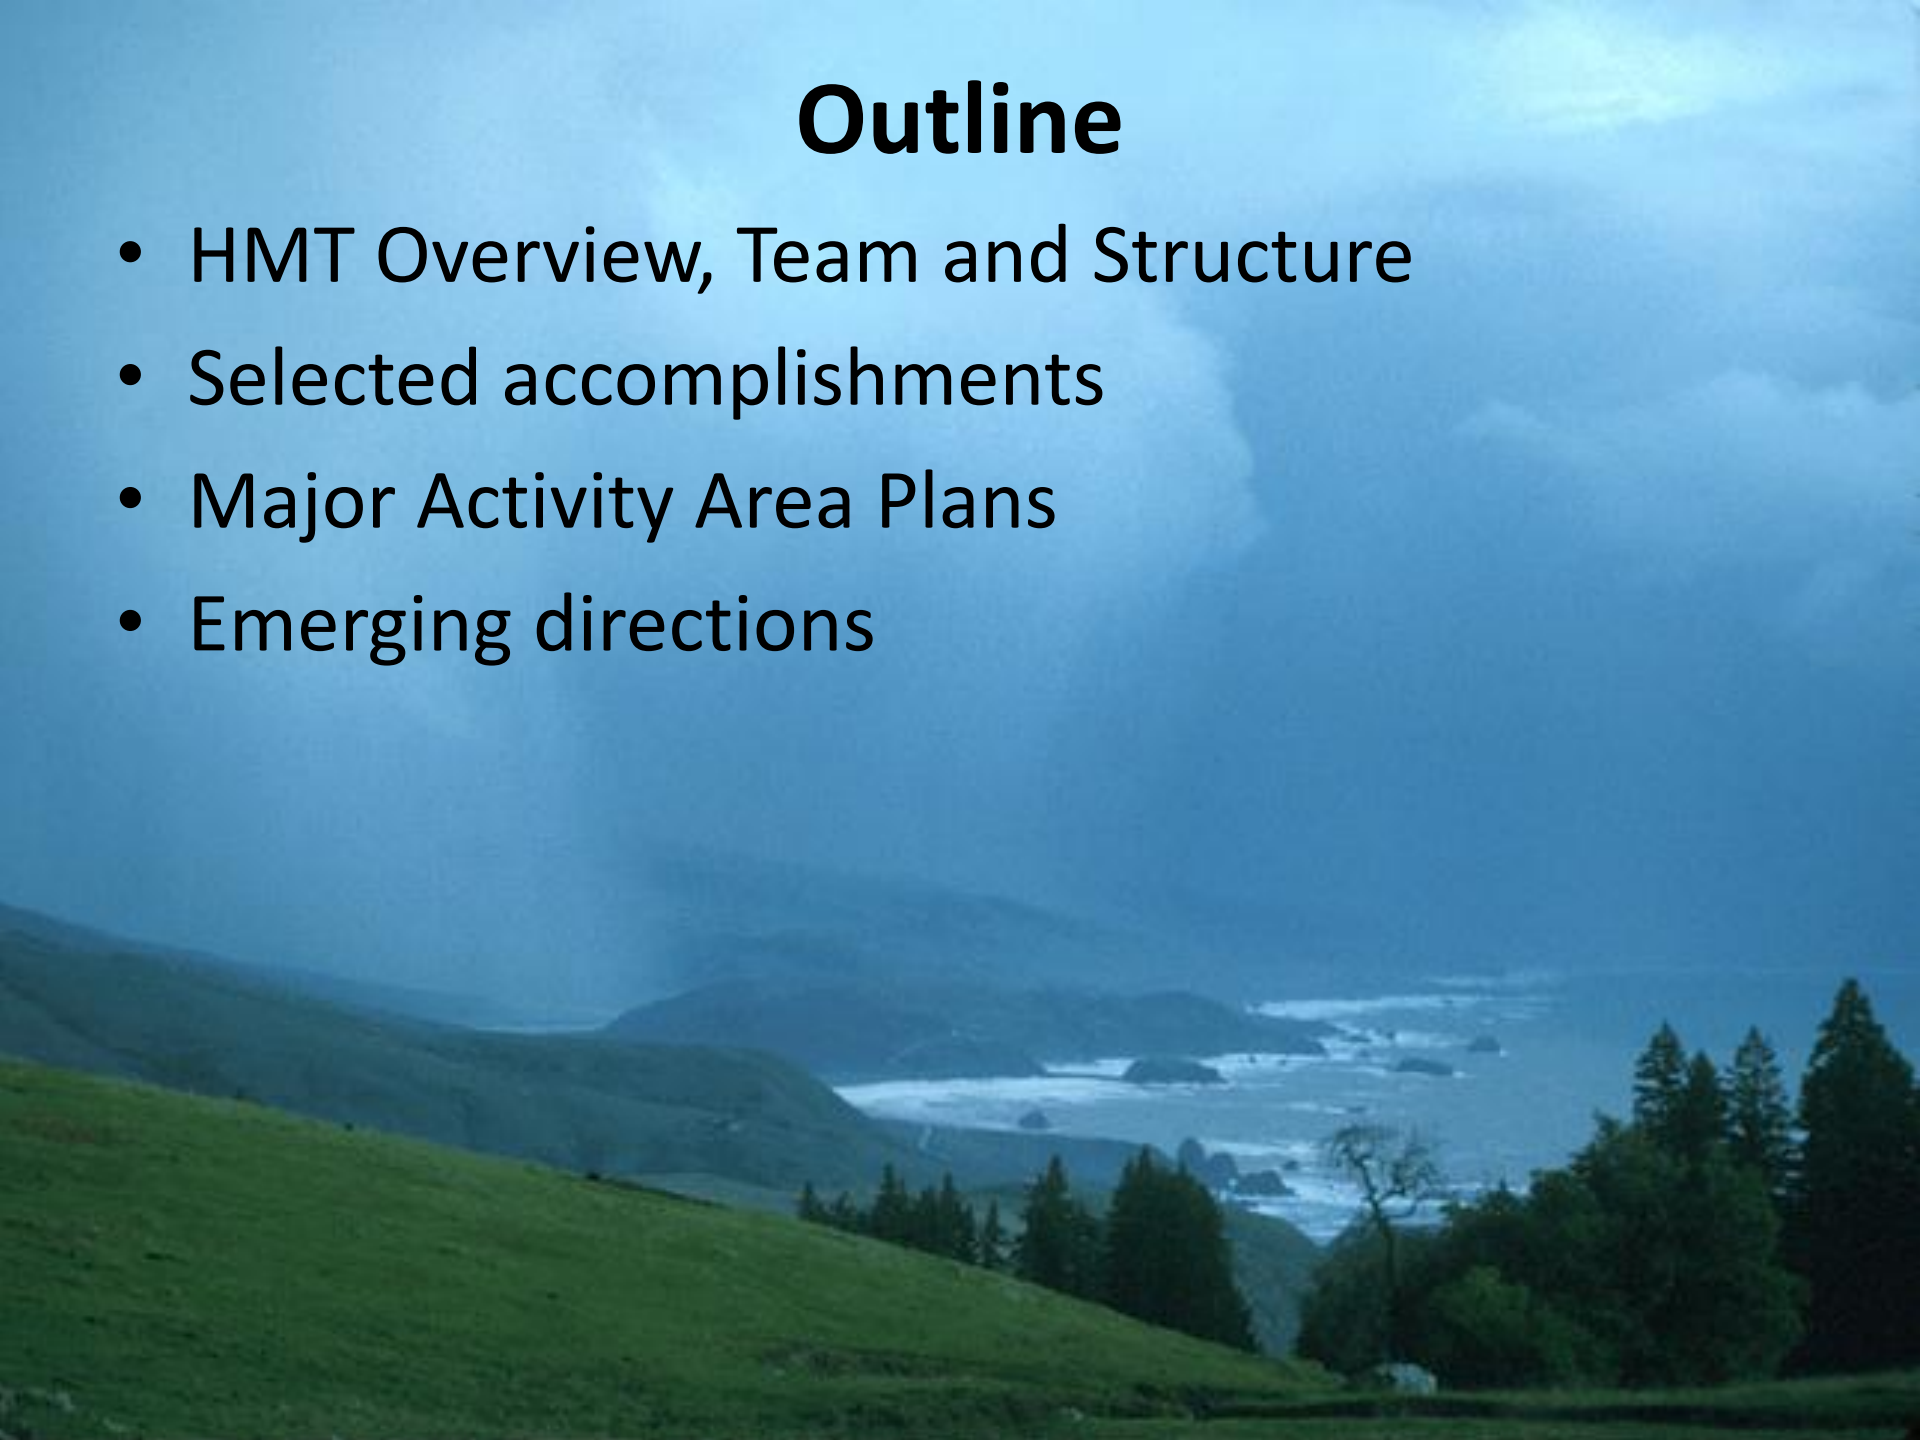 Outline
• HMT Overview, Team and Structure
• Selected accomplishments
• Major Activity Area Plans
• Emerging directions